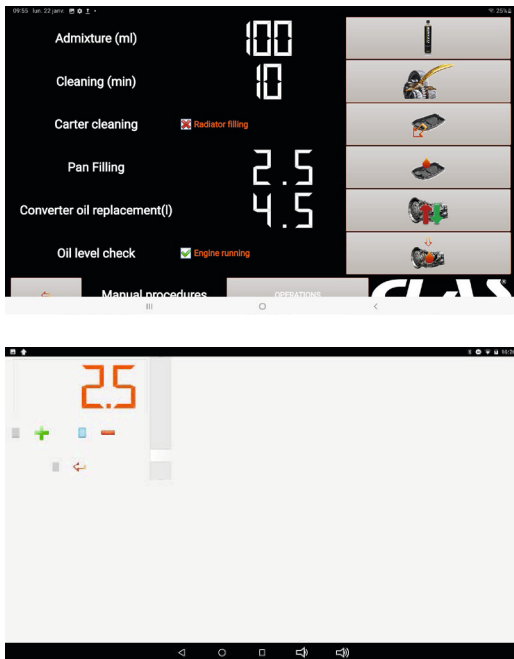 09:55 lun. 22 janv.
25%
Admixture (ml)
100
Cleaning (min)
10
Carter cleaning
Radiator filling
Pan Filling
2.5
Converter oil replacement(l)
4.5
Oil level check
Engine running
Manual procedures
OPERATIONS
CLAS
2.5